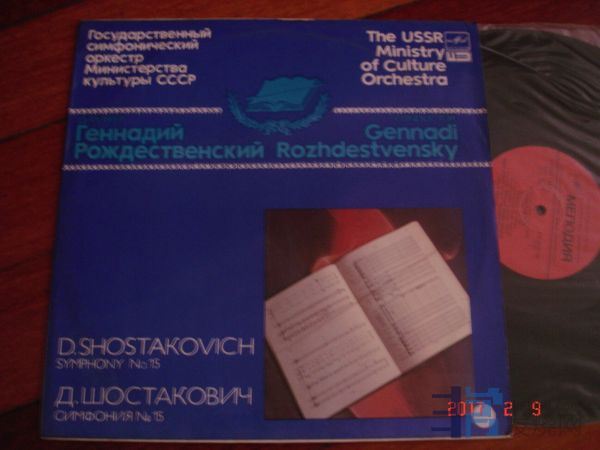 Государственный
симфонический
оркестр
Министерства
культуры СССР
The USSR
Ministry
of Culture
Orchestra
Геннадий
Рождественский
Gennadi
Rozhdestvensky
D.SHOSTAKOVICH
SYMPHONY No 15
Д.ШОСТАКОВИЧ
СИМФОНИЯ № 15
МЕЛОДИЯ
2017 2 9